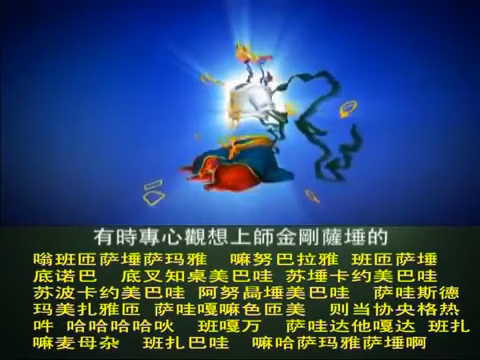 有時專心觀想上師金剛薩埵的
嗡班匝薩埵薩玛雅 嘛努巴拉雅 班匝薩埵
底诺巴 底叉知桌美巴哇 苏埵卡约美巴哇
苏波卡约美巴哇 阿努晸埵美巴哇 萨哇斯德
玛美扎雅匝 萨哇嘎嘛色匝美 则当协央格热
吽 哈哈哈哈吙 班嘎万 萨哇达他嘎达 班扎
嘛麦母杂 班扎巴哇 嘛哈萨玛雅萨埵啊